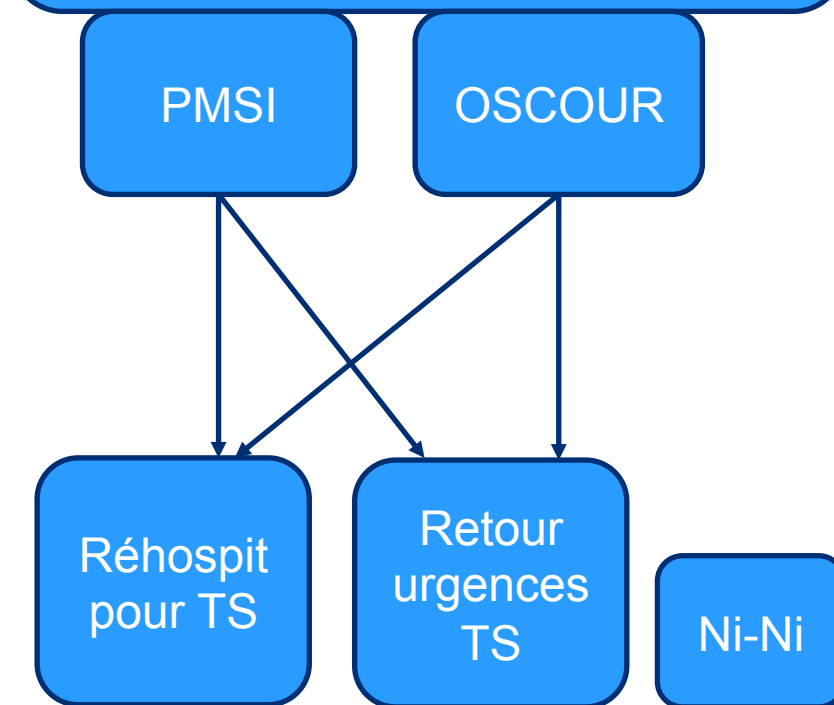 PMSI
OSCOUR
Réhospit
pour TS
Retour
urgences
TS
Ni-Ni